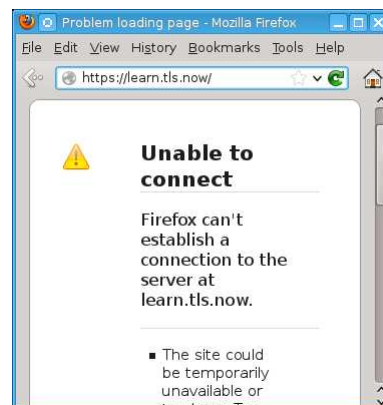 Problem loading page - Mozilla Firefox
File Edit View History Bookmarks Tools Help
https://learn.tls.now/
Unable to
connect
Firefox can't
establish a
connection to the
server at
learn.tls.now.
The site could
be temporarily
unavailable or